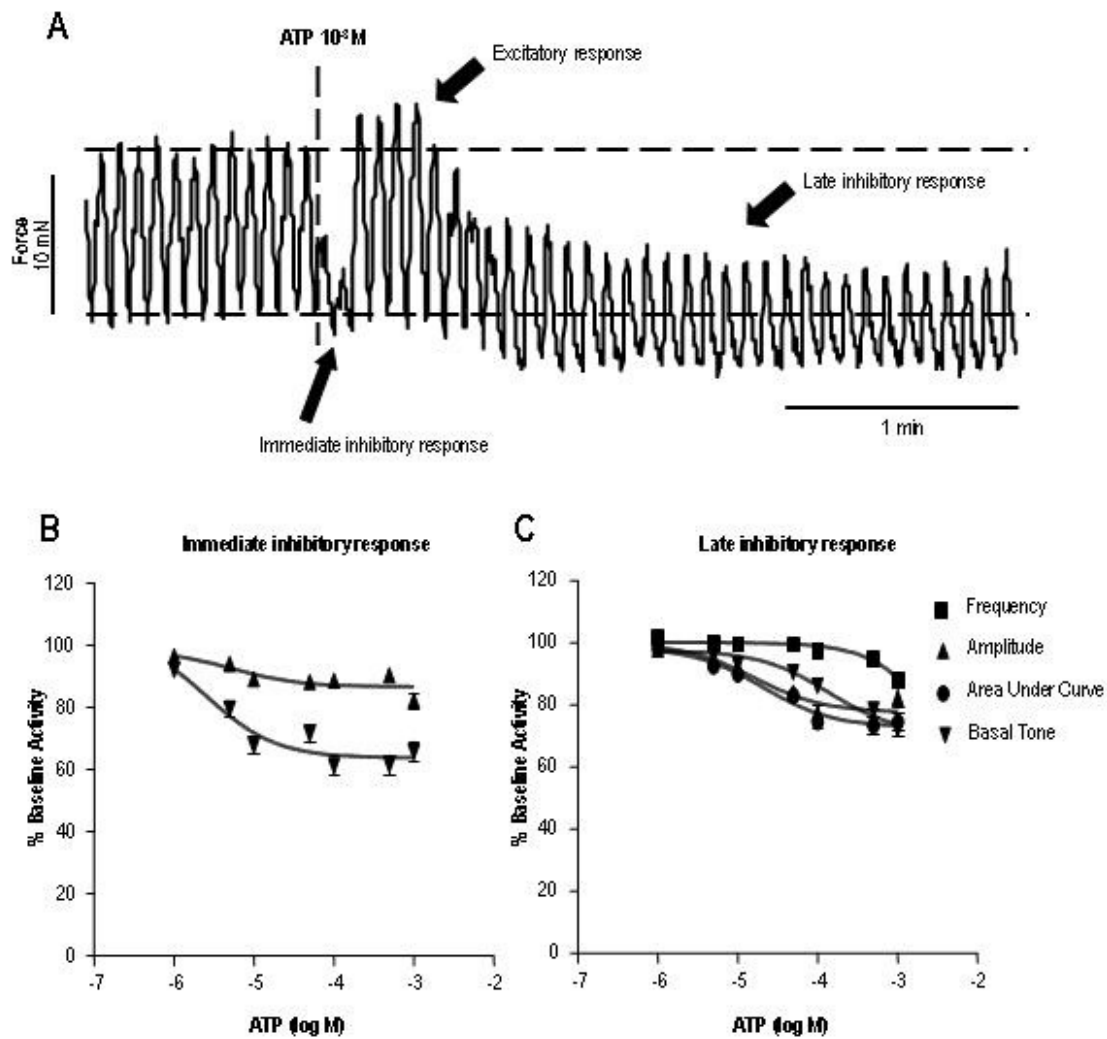 A
ATP 10⁻³M
Excitatory response
Late inhibitory response
Force
10 mN
Immediate inhibitory response
1 min
B
Immediate inhibitory response
% Baseline Activity
120
100
80
60
40
20
0
-7
-6
-5
-4
-3
-2
ATP (log M)
C
Late inhibitory response
% Baseline Activity
120
100
80
60
40
20
0
-7
-6
-5
-4
-3
-2
ATP (log M)
Frequency
Amplitude
Area Under Curve
Basal Tone